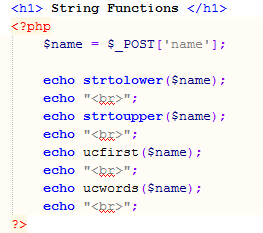 <h1> String Functions </h1>
<?php
$name = $_POST['name'];
echo strtolower($name);
echo "<br>";
echo strtoupper($name);
echo "<br>";
echo ucfirst($name);
echo "<br>";
echo ucwords($name);
echo "<br>";
?>